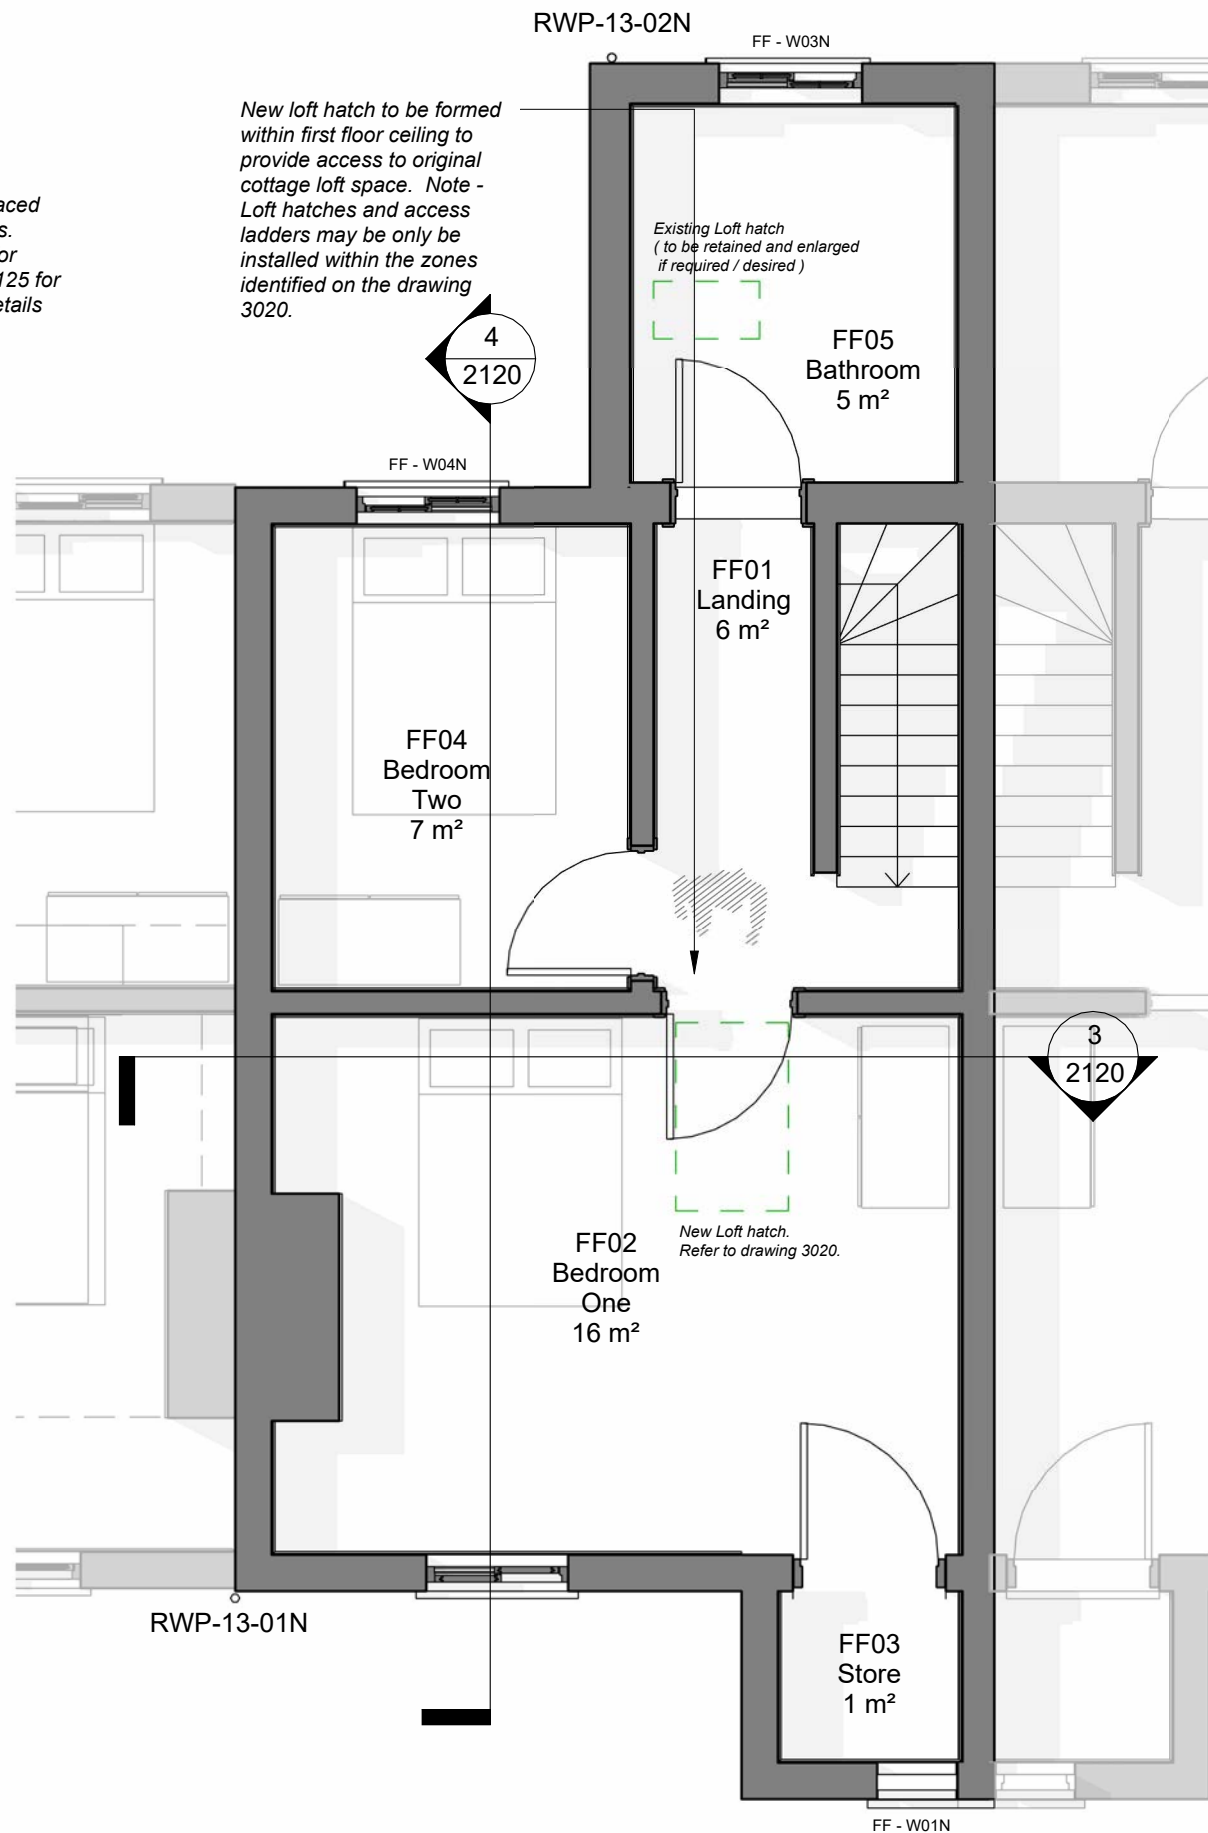 RWP-13-02N
FF - W03N
New loft hatch to be formed
within first floor ceiling to
provide access to original
cottage loft space.  Note -
Loft hatches and access
ladders may be only be
installed within the zones
identified on the drawing
3020.
aced
s.
or
125 for
etails
Existing Loft hatch
( to be retained and enlarged
if required / desired )
4
2120
FF05
Bathroom
5 m²
FF - W04N
FF01
Landing
6 m²
FF04
Bedroom
Two
7 m²
3
2120
New Loft hatch.
Refer to drawing 3020.
FF02
Bedroom
One
16 m²
RWP-13-01N
FF03
Store
1 m²
FF - W01N